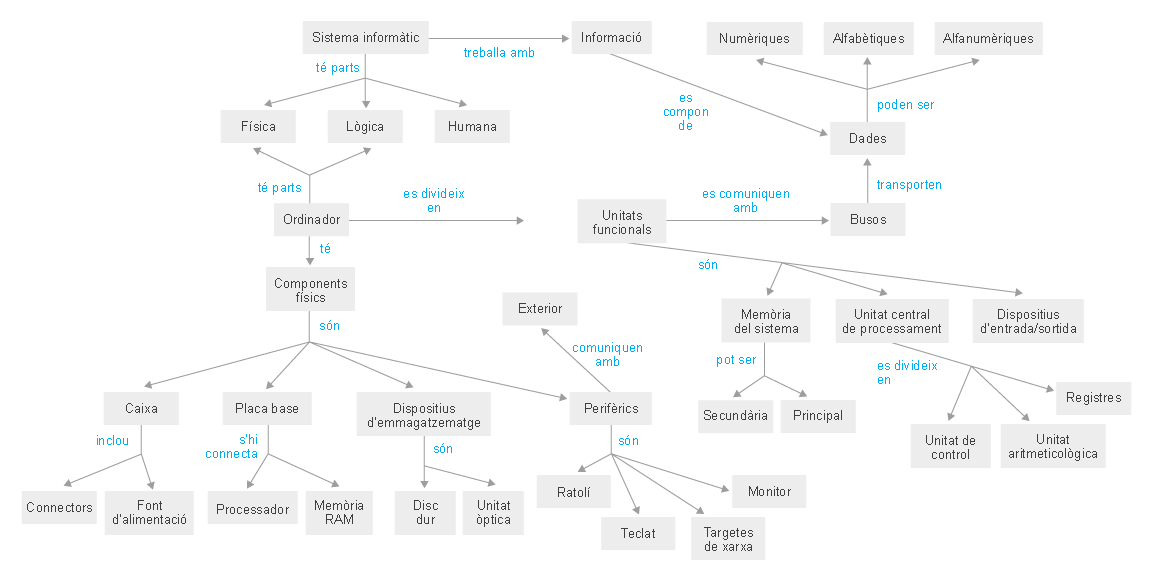 Sistema informàtic
treballa amb
Informació
Numèriques
Alfabètiques
Alfanumèriques
té parts
es
compon
de
poden ser
Física
Lògica
Humana
Dades
té parts
es divideix
en
es comuniquen
amb
transporten
Ordinador
Unitats
funcionals
Busos
té
són
Components
físics
Exterior
Memòria
del sistema
Unitat central
de processament
Dispositius
d'entrada/sortida
són
comuniquen
amb
pot ser
es divideix
en
Caixa
Placa base
Dispositius
d'emmagatzematge
Perifèrics
Secundària
Principal
Registres
inclou
s'hi
connecta
són
són
Unitat de
control
Unitat
aritmeticològica
Connectors
Font
d'alimentació
Processador
Memòria
RAM
Disc
dur
Unitat
òptica
Ratolí
Monitor
Teclat
Targetes
de xarxa